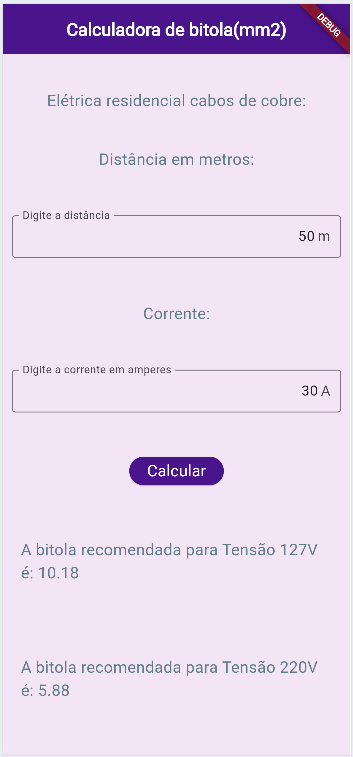 Calculadora de bitola(mm2)
DEBUG
Elétrica residencial cabos de cobre:
Distância em metros:
Digite a distância
50 m
Corrente:
Digite a corrente em amperes
30 A
Calcular
A bitola recomendada para Tensão 127V
é: 10.18
A bitola recomendada para Tensão 220V
é: 5.88